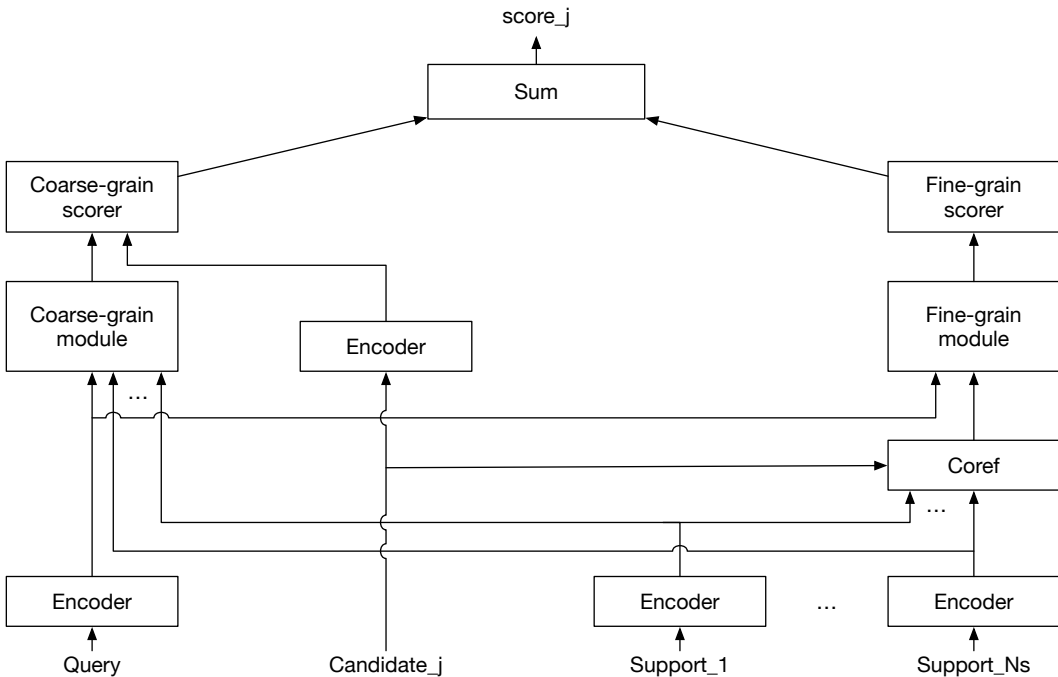 score_j
Sum
Coarse-grain
scorer
Fine-grain
scorer
Coarse-grain
module
Encoder
Fine-grain
module
...
Coref
...
Encoder
Encoder
...
Encoder
Query
Candidate_j
Support_1
Support_Ns